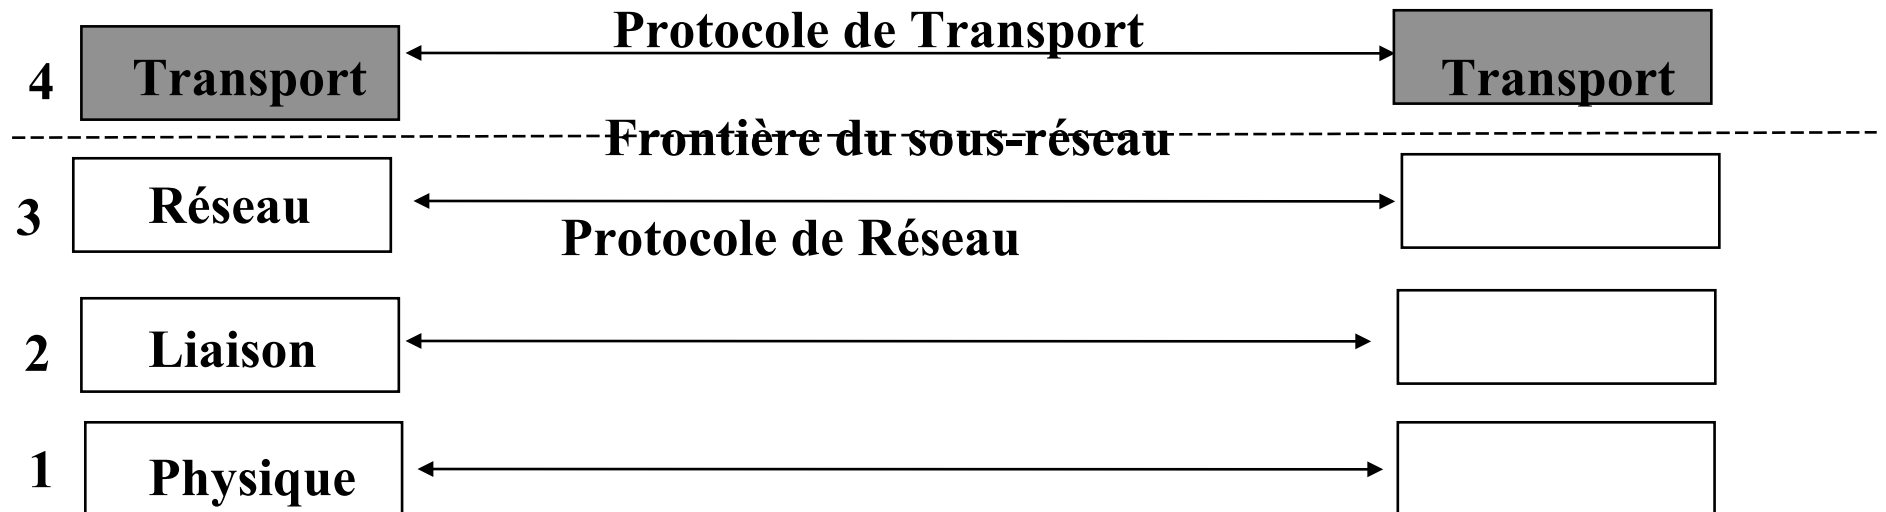 Protocole de Transport
4 Transport Transport
Frontière du sous-réseau
3 Réseau
Protocole de Réseau
2 Liaison
1 Physique